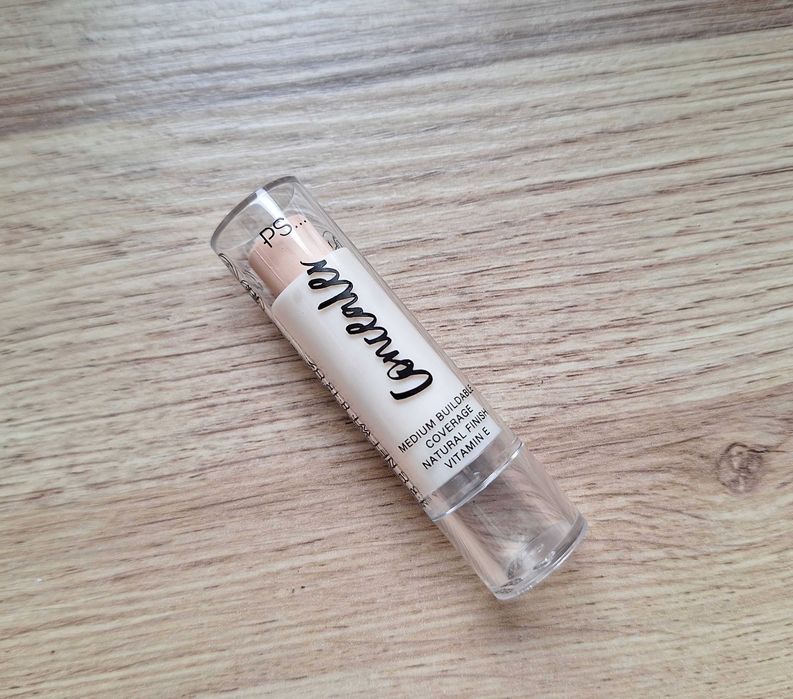 PS...
Concealer
MEDIUM BUILDABLE
COVERAGE
NATURAL FINISH
VITAMIN E